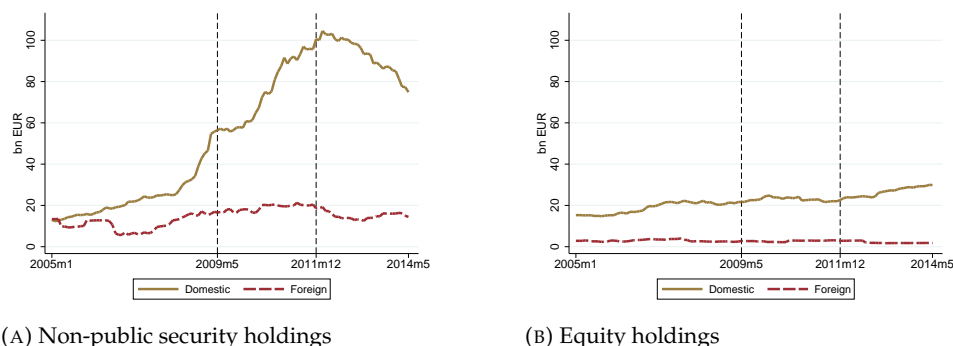 100
80
60
40
20
0
bn EUR
2005m1 2009m5 2011m12 2014m5
Domestic Foreign
(A) Non-public security holdings
100
80
60
40
20
0
bn EUR
2005m1 2009m5 2011m12 2014m5
Domestic Foreign
(B) Equity holdings